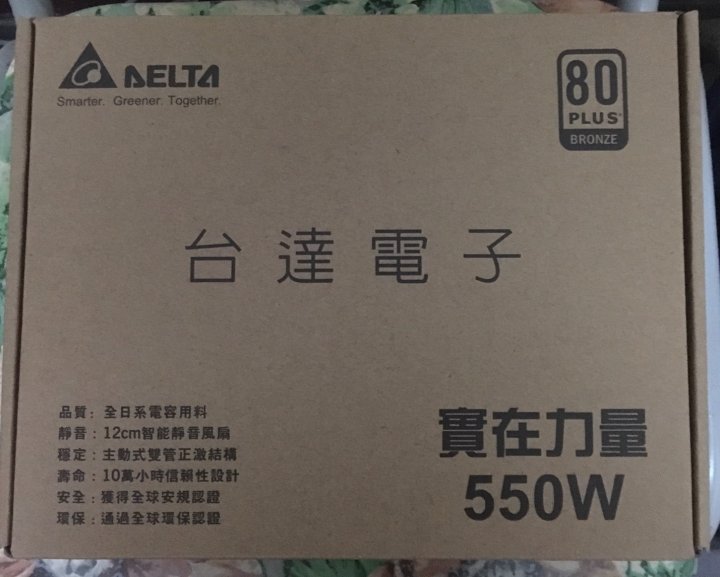 DELTA
Smarter. Greener. Together.
80
PLUS
BRONZE
台達電子
品質：全日系電容用料
靜音：12cm智能靜音風扇
穩定：主動式雙管正激結構
壽命：10萬小時信賴性設計
安全：獲得全球安規認證
環保：通過全球環保認證
實在力量
550W